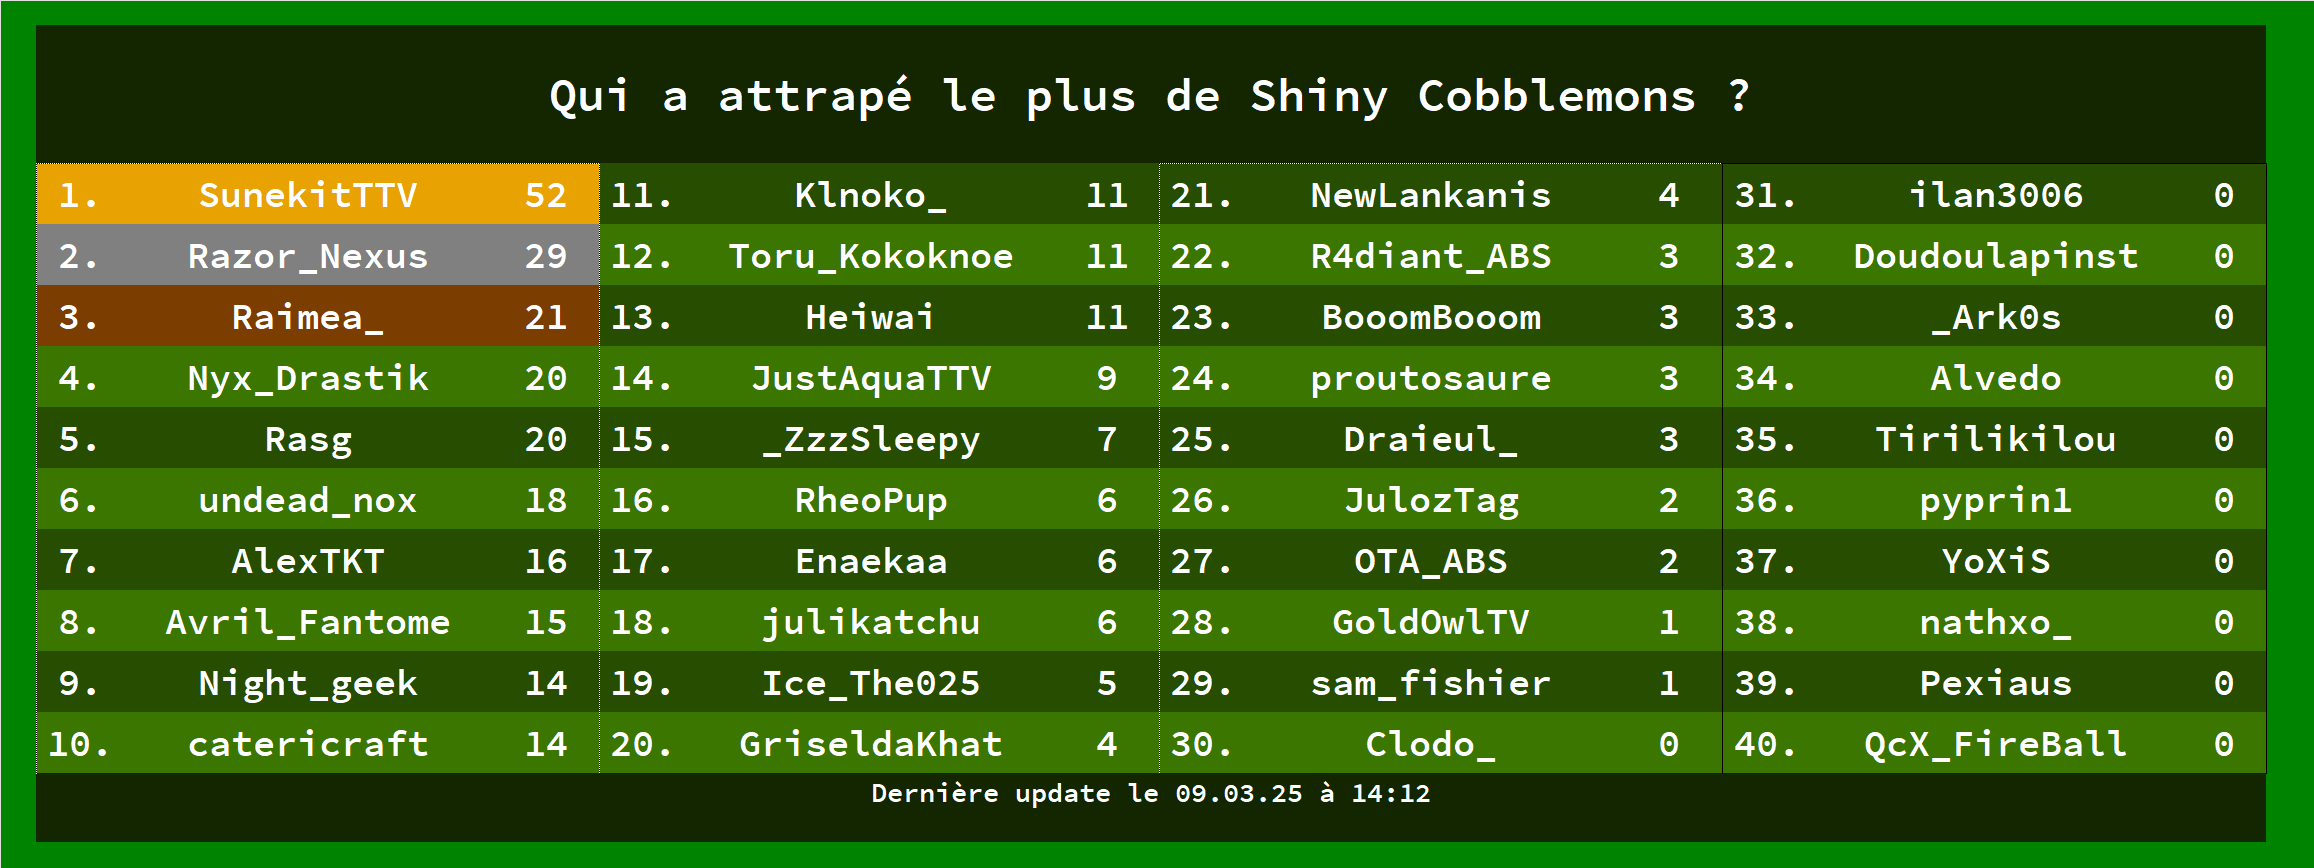 Qui a attrapé le plus de Shiny Cobblemons ?
1. SunekitTTV 52
2. Razor_Nexus 29
3. Raimea_ 21
4. Nyx_Drastik 20
5. Rasg 20
6. undead_nox 18
7. AlexTKT 16
8. Avril_Fantome 15
9. Night_geek 14
10. catericraft 14
11. Klnoko_ 11
12. Toru_Kokoknoe 11
13. Heiwai 11
14. JustAquaTTV 9
15. _ZzzSleepy 7
16. RheoPup 6
17. Enaekaa 6
18. julikatchu 6
19. Ice_The025 5
20. GriseldaKhat 4
21. NewLankanis 4
22. R4diant_ABS 3
23. BooomBooom 3
24. proutosaure 3
25. Draieul_ 3
26. JulozTag 2
27. OTA_ABS 2
28. GoldOwlTV 1
29. sam_fishier 1
30. Clodo_ 0
31. ilan3006 0
32. Doudoulapinst 0
33. _Ark0s 0
34. Alvedo 0
35. Tirilikilou 0
36. pyprin1 0
37. YoXiS 0
38. nathxo_ 0
39. Pexiaus 0
40. QcX_FireBall 0
Dernière update le 09.03.25 à 14:12